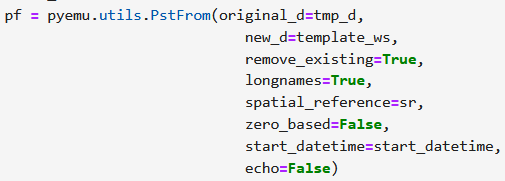 pf = pyemu.utils.PstFrom(original_d=tmp_d,
new_d=template_ws,
remove_existing=True,
longnames=True,
spatial_reference=sr,
zero_based=False,
start_datetime=start_datetime,
echo=False)